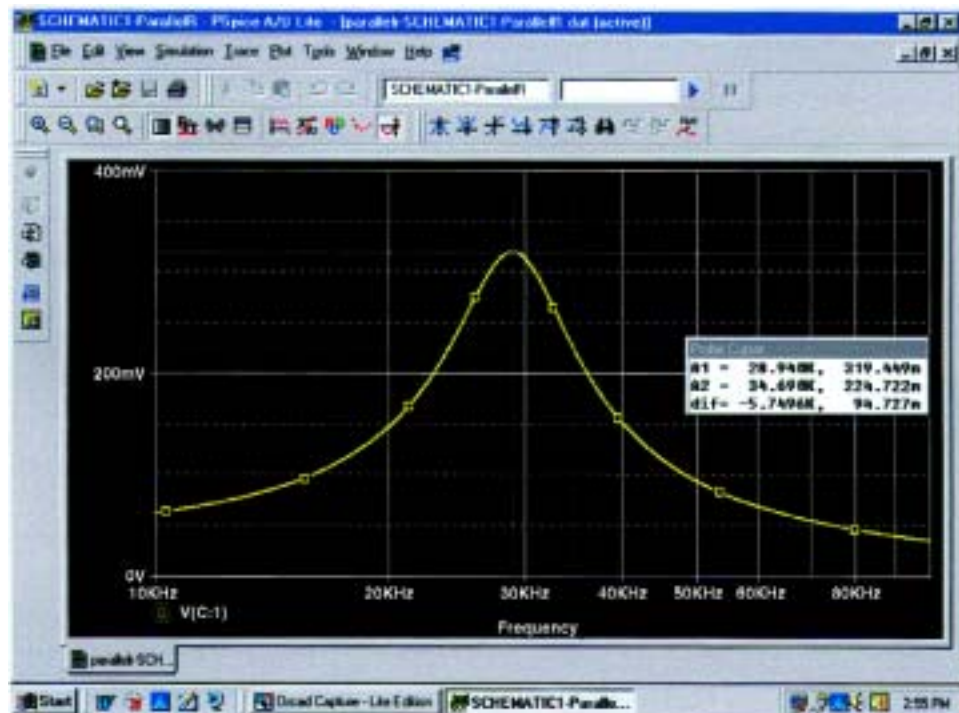 SCHEMATIC1-ParallelR - PSpice A/D Lite - [parallel-SCHEMATIC1-ParallelR.dat (active)]
File Edit View Simulation Trace Plot Tools Window Help
SCHEMATIC1-ParallelR
400mV
200mV
0V
Probe Cursor
A1 = 28.940K, 319.449m
A2 = 34.690K, 224.722m
dif= -5.7496K, 94.727m
10KHz 20KHz 30KHz 40KHz 50KHz 60KHz 80KHz
V(C:1)
Frequency
parallel-SCH...
Start
Orcad Capture - Lite Edition
SCHEMATIC1-Paralle...
2:55 PM